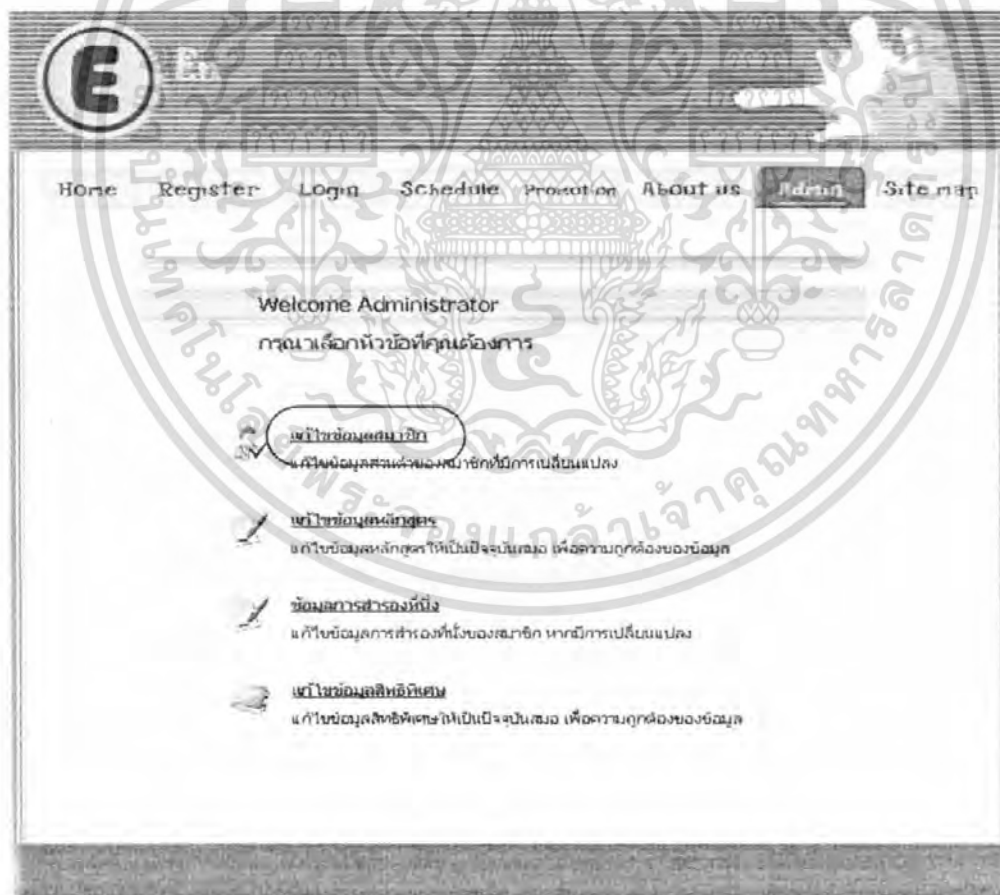 E En
Home Register Login Schedule Promotion About us Admin Site map
Welcome Administrator
กรุณาเลือกหัวข้อที่คุณต้องการ
แก้ไขข้อมูลสมาชิก
แก้ไขข้อมูลส่วนตัวของสมาชิกที่มีการเปลี่ยนแปลง
แก้ไขข้อมูลหลักสูตร
แก้ไขข้อมูลหลักสูตรให้เป็นปัจจุบันเสมอ เพื่อความถูกต้องของข้อมูล
ข้อมูลการสำรองที่นั่ง
แก้ไขข้อมูลการสำรองที่นั่งของสมาชิก หากมีการเปลี่ยนแปลง
แก้ไขข้อมูลสิทธิพิเศษ
แก้ไขข้อมูลสิทธิพิเศษให้เป็นปัจจุบันเสมอ เพื่อความถูกต้องของข้อมูล